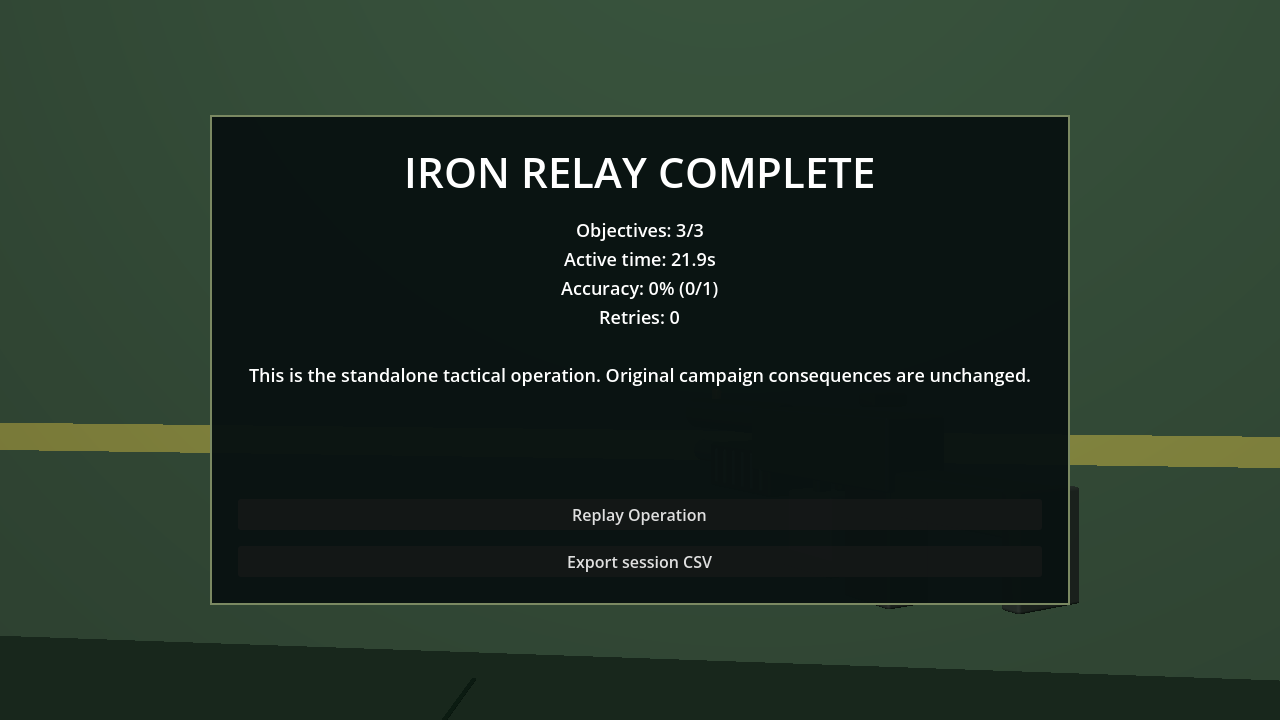 IRON RELAY COMPLETE
Objectives: 3/3
Active time: 21.9s
Accuracy: 0% (0/1)
Retries: 0
This is the standalone tactical operation. Original campaign consequences are unchanged.
Replay Operation
Export session CSV